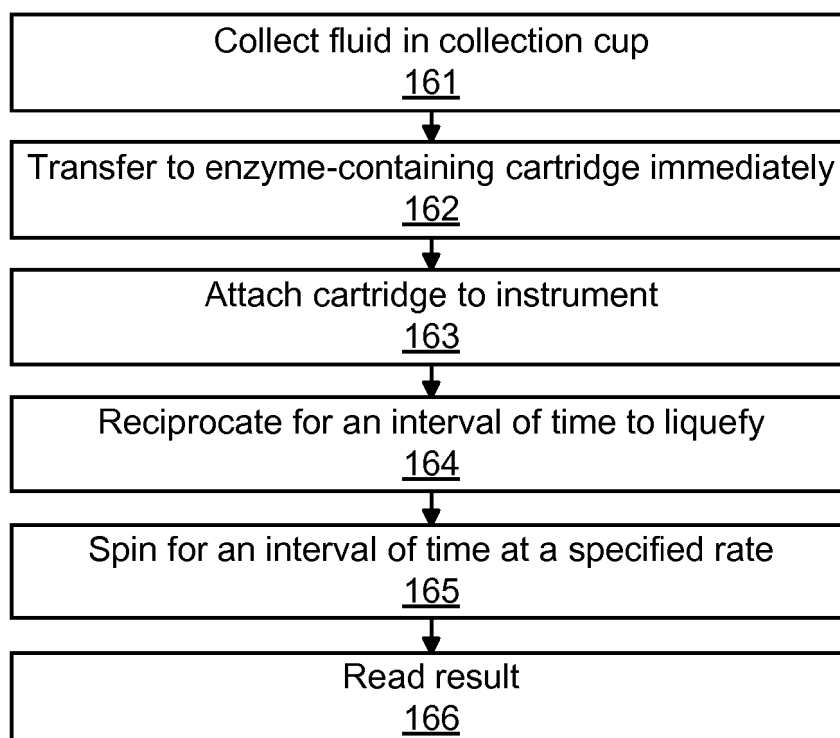 Collect fluid in collection cup
161
Transfer to enzyme-containing cartridge immediately
162
Attach cartridge to instrument
163
Reciprocate for an interval of time to liquefy
164
Spin for an interval of time at a specified rate
165
Read result
166